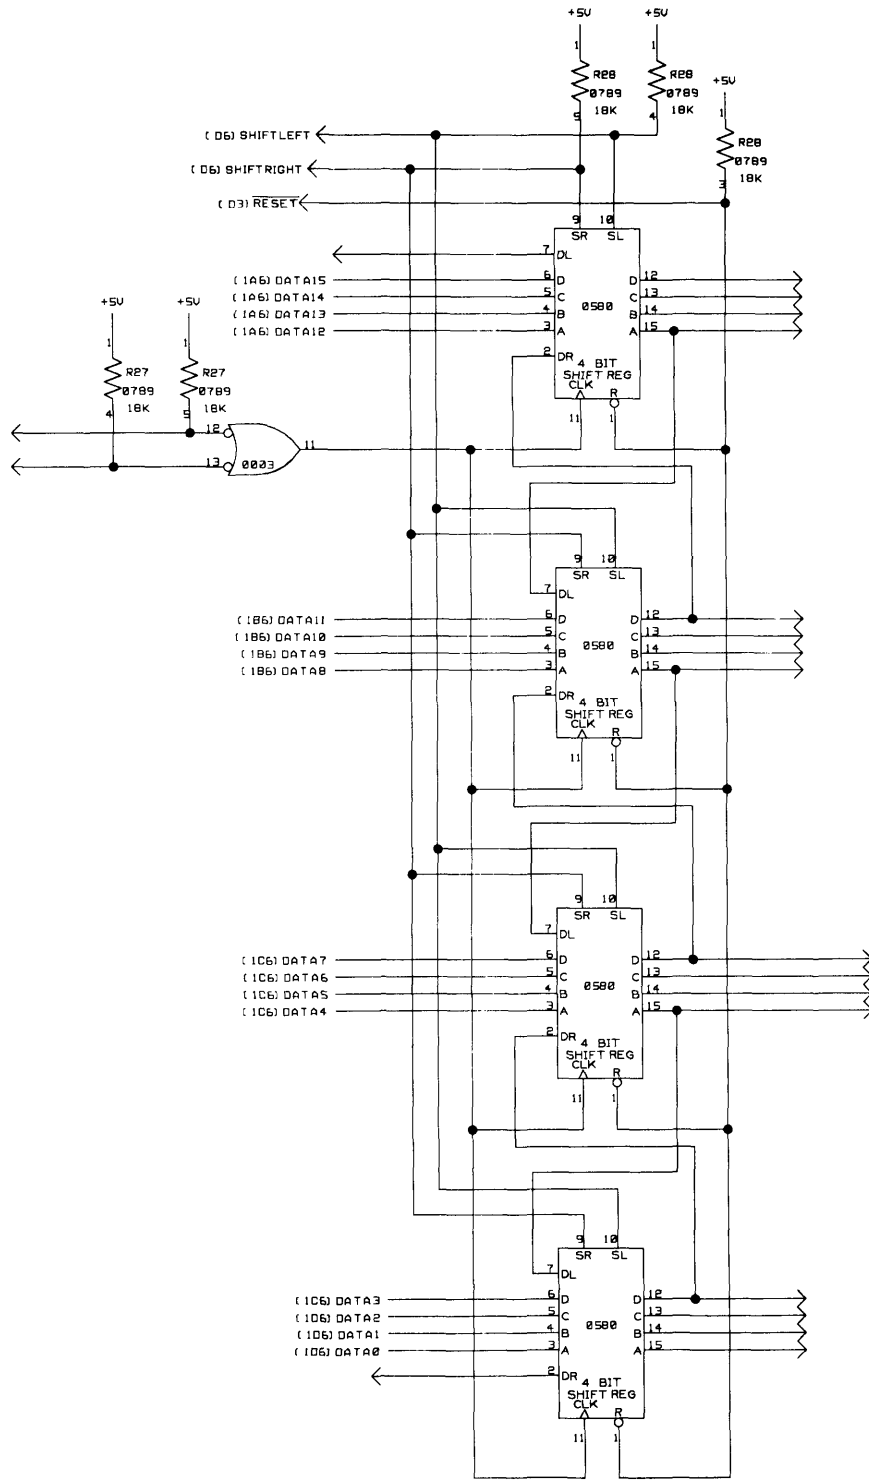 +5V +5V
1 1
R28 R28 +5V
0789 0789
18K 18K 1
5 4
(D6) SHIFTLEFT R28
0789
(D6) SHIFTRIGHT 18K
3
(D3) RESET
9 10
SR SL
7 DL
(1A6) DATA15 6 D D 12
(1A6) DATA14 5 C C 13
0580
(1A6) DATA13 4 B B 14
(1A6) DATA12 3 A A 15
2 DR
4 BIT
SHIFT REG
CLK R
11 1
+5V +5V
1 1
R27 R27
0789 0789
18K 18K
4 5
12
11
13 0003
9 10
SR SL
7 DL
(1B6) DATA11 6 D D 12
(1B6) DATA10 5 C C 13
0580
(1B6) DATA9 4 B B 14
(1B6) DATA8 3 A A 15
2 DR
4 BIT
SHIFT REG
CLK R
11 1
9 10
SR SL
7 DL
(1C6) DATA7 6 D D 12
(1C6) DATA6 5 C C 13
0580
(1C6) DATA5 4 B B 14
(1C6) DATA4 3 A A 15
2 DR
4 BIT
SHIFT REG
CLK R
11 1
9 10
SR SL
7 DL
(1C6) DATA3 6 D D 12
(1D6) DATA2 5 C C 13
0580
(1D6) DATA1 4 B B 14
(1D6) DATA0 3 A A 15
2 DR
4 BIT
SHIFT REG
CLK R
11 1